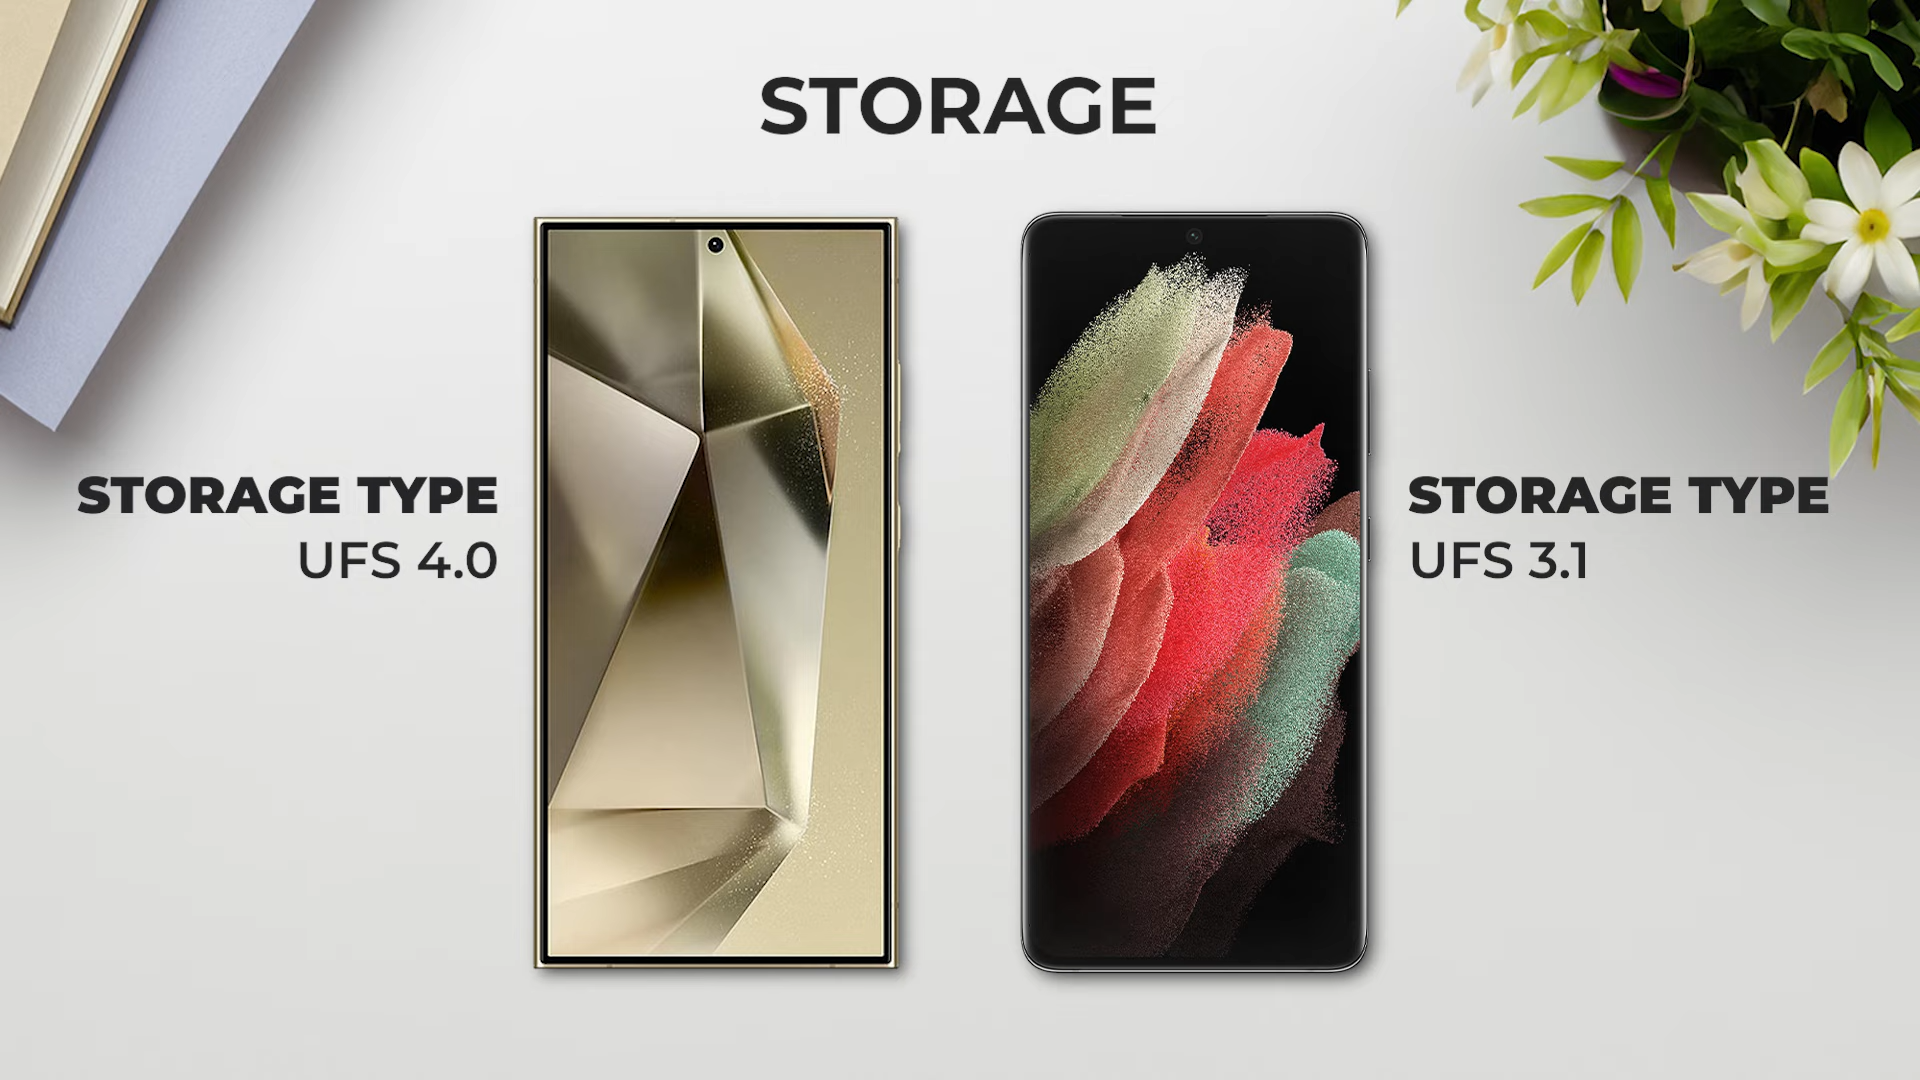 STORAGE
STORAGE TYPE
UFS 4.0
STORAGE TYPE
UFS 3.1